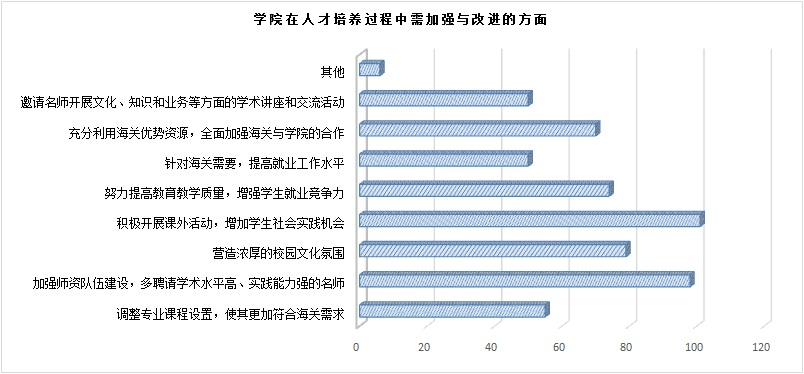 学院在人才培养过程中需加强与改进的方面
其他
邀请名师开展文化、知识和业务等方面的学术讲座和交流活动
充分利用海关优势资源，全面加强海关与学院的合作
针对海关需要，提高就业工作水平
努力提高教育教学质量，增强学生就业竞争力
积极开展课外活动，增加学生社会实践机会
营造浓厚的校园文化氛围
加强师资队伍建设，多聘请学术水平高、实践能力强的名师
调整专业课程设置，使其更加符合海关需求
0 20 40 60 80 100 120